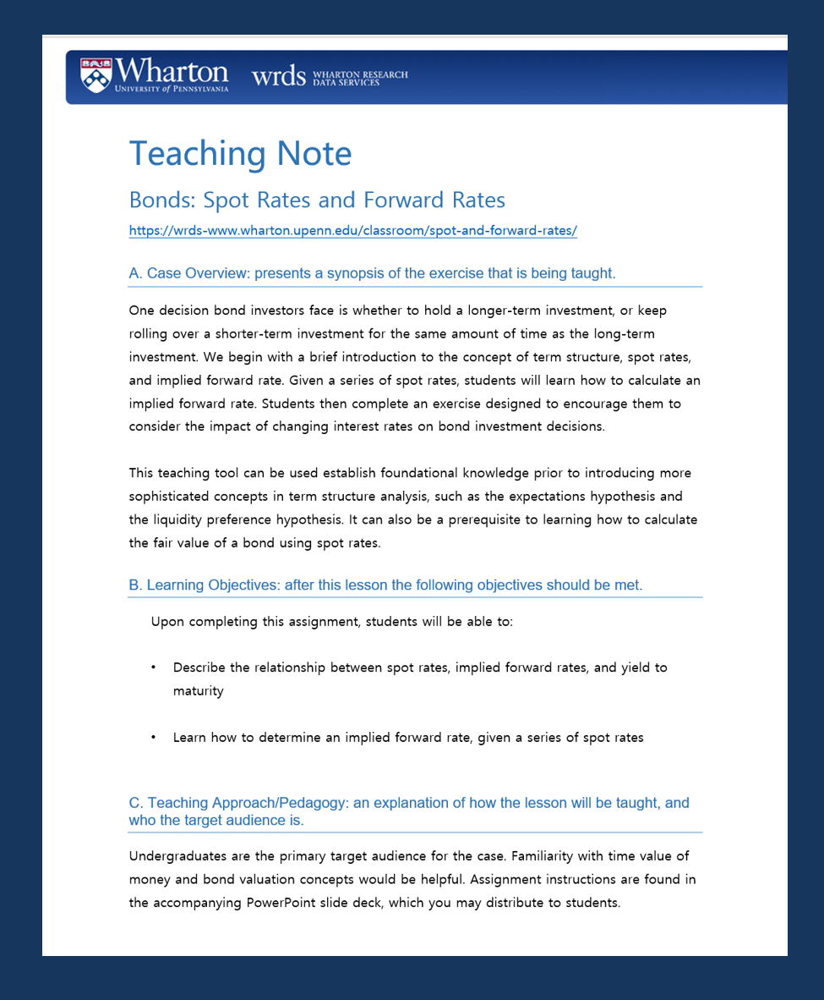 Wharton
UNIVERSITY of PENNSYLVANIA
wrds WHARTON RESEARCH
DATA SERVICES
Teaching Note
Bonds: Spot Rates and Forward Rates
https://wrds-www.wharton.upenn.edu/classroom/spot-and-forward-rates/
A. Case Overview: presents a synopsis of the exercise that is being taught.
One decision bond investors face is whether to hold a longer-term investment, or keep
rolling over a shorter-term investment for the same amount of time as the long-term
investment. We begin with a brief introduction to the concept of term structure, spot rates,
and implied forward rate. Given a series of spot rates, students will learn how to calculate an
implied forward rate. Students then complete an exercise designed to encourage them to
consider the impact of changing interest rates on bond investment decisions.
This teaching tool can be used establish foundational knowledge prior to introducing more
sophisticated concepts in term structure analysis, such as the expectations hypothesis and
the liquidity preference hypothesis. It can also be a prerequisite to learning how to calculate
the fair value of a bond using spot rates.
B. Learning Objectives: after this lesson the following objectives should be met.
Upon completing this assignment, students will be able to:
• Describe the relationship between spot rates, implied forward rates, and yield to
maturity
• Learn how to determine an implied forward rate, given a series of spot rates
C. Teaching Approach/Pedagogy: an explanation of how the lesson will be taught, and
who the target audience is.
Undergraduates are the primary target audience for the case. Familiarity with time value of
money and bond valuation concepts would be helpful. Assignment instructions are found in
the accompanying PowerPoint slide deck, which you may distribute to students.